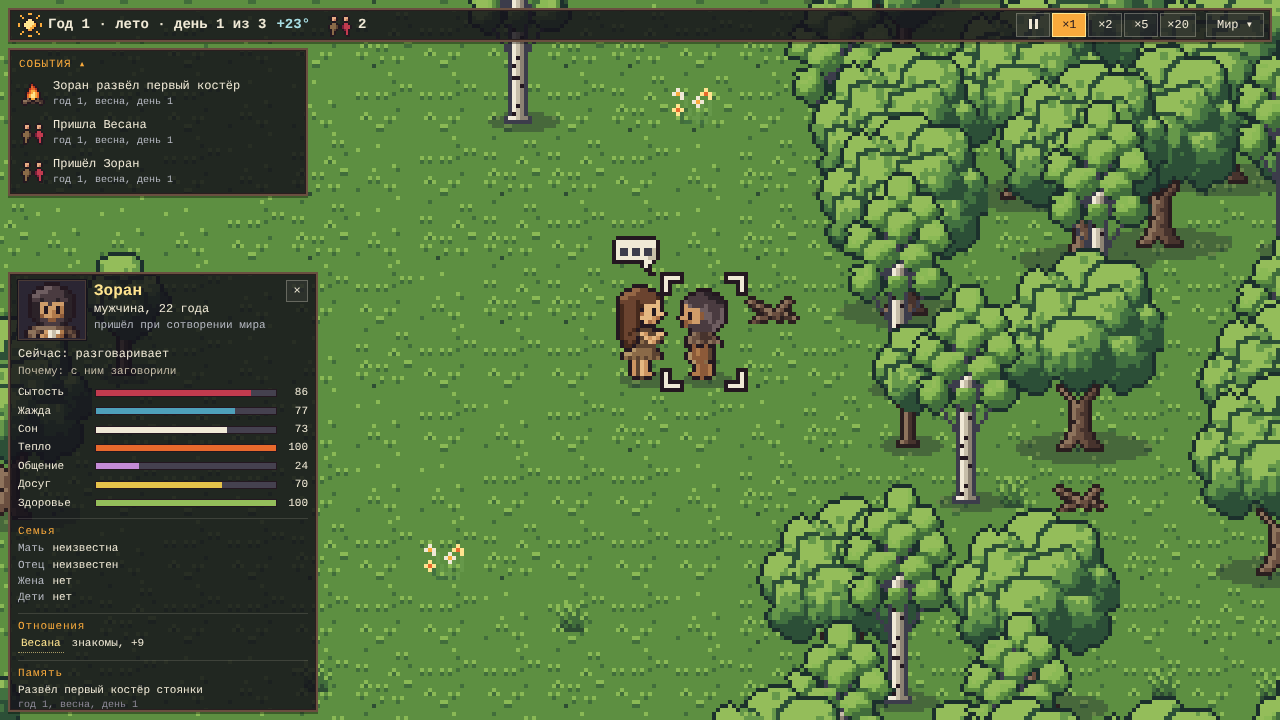 Год 1 · лето · день 1 из 3 +23° 2
×1 ×2 ×5 ×20 Мир ▾
СОБЫТИЯ ▴
Зоран развёл первый костёр
год 1, весна, день 1
Пришла Весана
год 1, весна, день 1
Пришёл Зоран
год 1, весна, день 1
Зоран ×
мужчина, 22 года
пришёл при сотворении мира
Сейчас: разговаривает
Почему: с ним заговорили
Сытость 86
Жажда 77
Сон 73
Тепло 100
Общение 24
Досуг 70
Здоровье 100
Семья
Мать неизвестна
Отец неизвестен
Жена нет
Дети нет
Отношения
Весана знакомы, +9
Память
Развёл первый костёр стоянки
год 1, весна, день 1